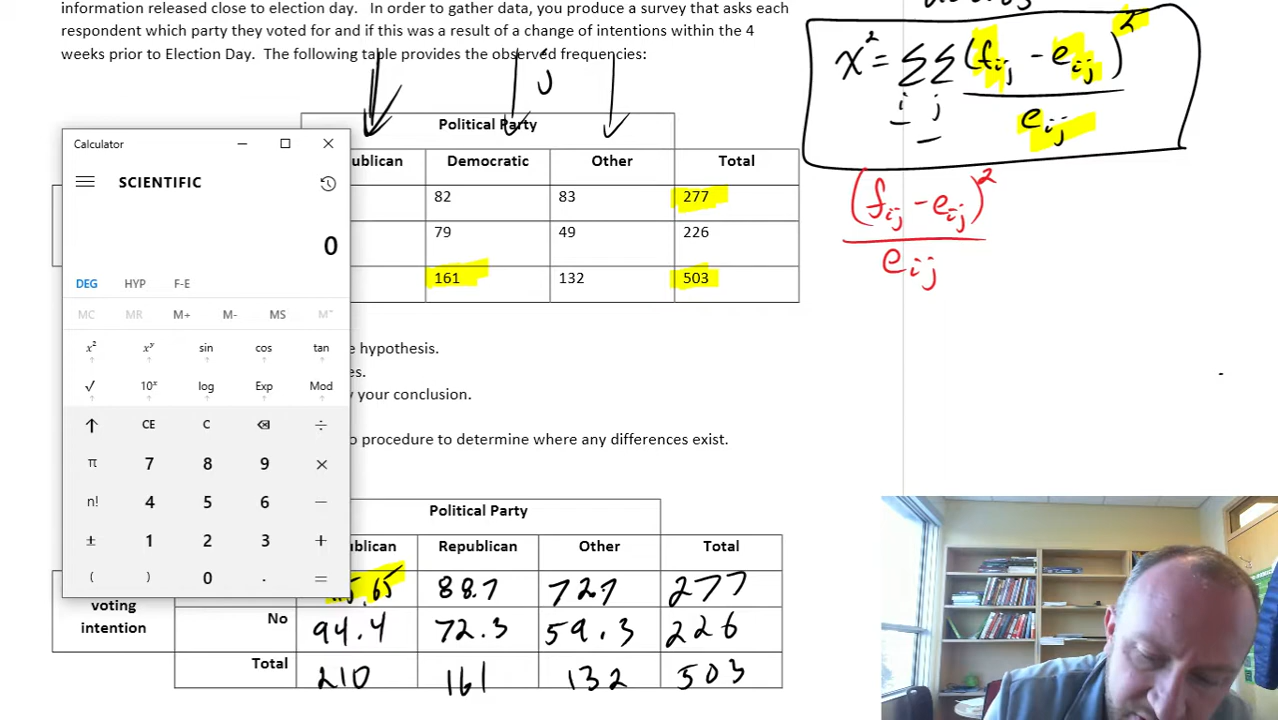 information released close to election day. In order to gather data, you produce a survey that asks each
respondent which party they voted for and if this was a result of a change of intentions within the 4
weeks prior to Election Day. The following table provides the observed frequencies:
j
χ² = ΣΣ (fij - eij)²
i j
eij
(fij - eij)²
eij
Political Party
ublican Democratic Other Total
82 83 277
79 49 226
161 132 503
Calculator
SCIENTIFIC
0
DEG HYP F-E
MC MR M+ M- MS M˅
x² xʸ sin cos tan
√ 10ˣ log Exp Mod
↑ CE C ⌫ ÷
π 7 8 9 ×
n! 4 5 6 −
± 1 2 3 +
( ) 0 . =
e hypothesis.
es.
y your conclusion.
o procedure to determine where any differences exist.
Political Party
ublican Republican Other Total
5.65 88.7 72.7 277
voting
intention
No 94.4 72.3 59.3 226
Total 210 161 132 503